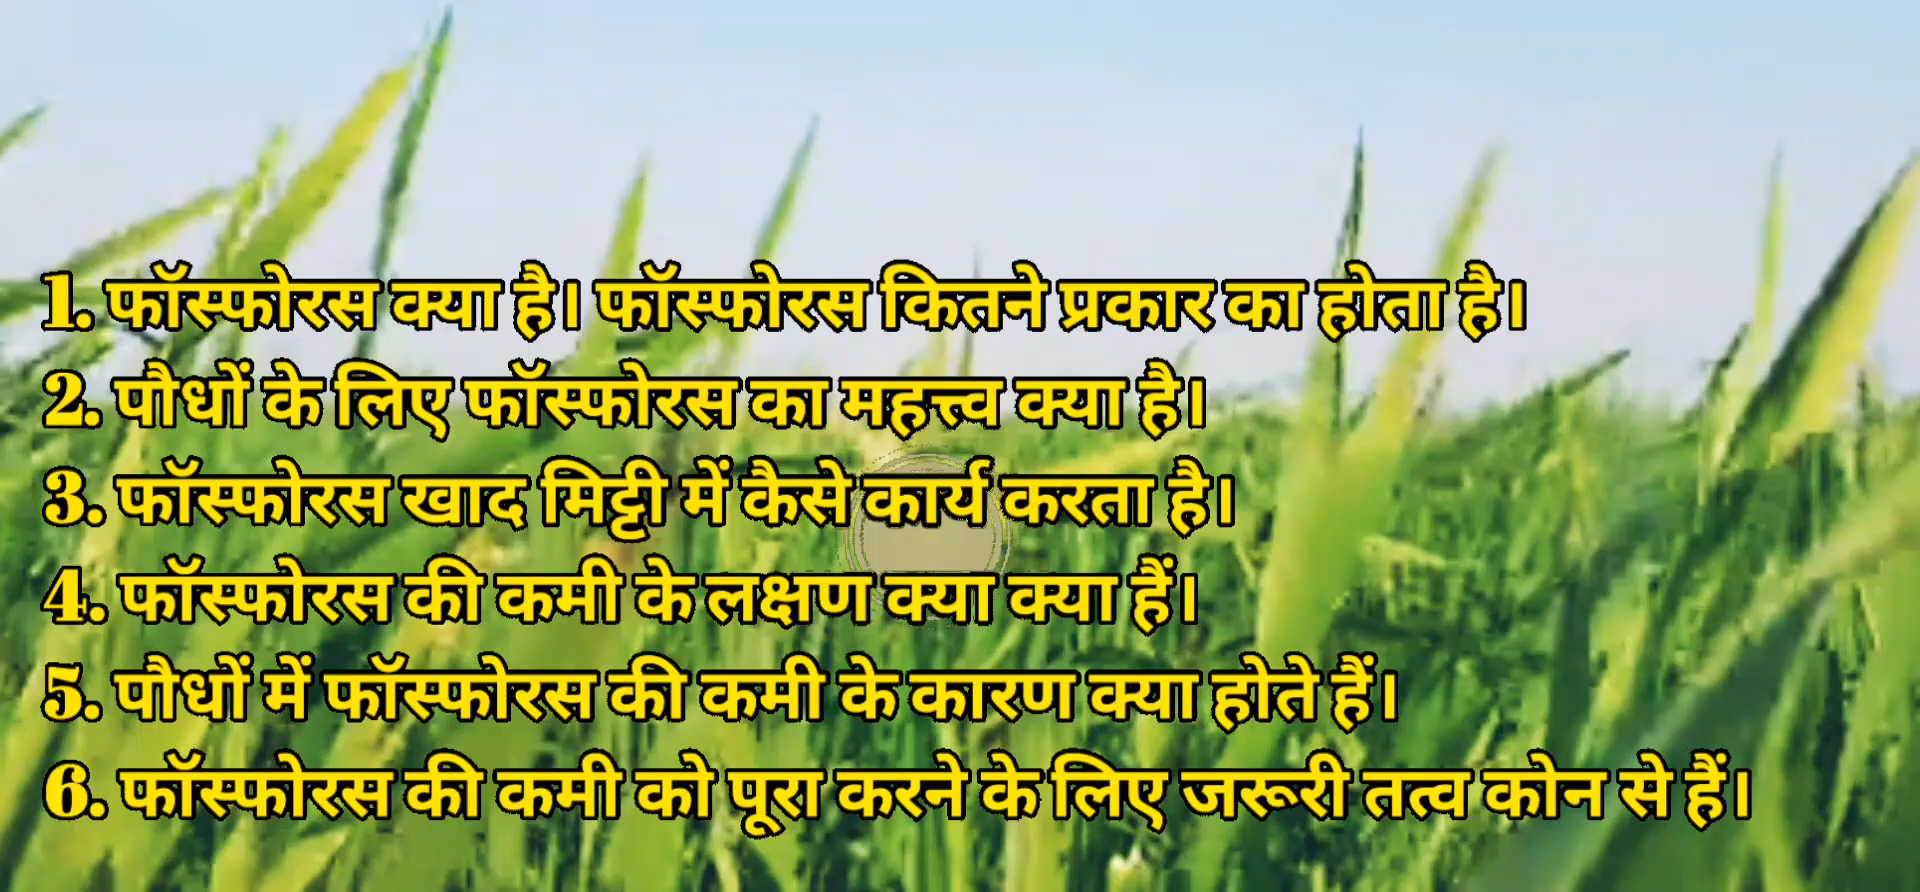 1. फॉस्फोरस क्या है। फॉस्फोरस कितने प्रकार का होता है।
2. पौधों के लिए फॉस्फोरस का महत्त्व क्या है।
3. फॉस्फोरस खाद मिट्टी में कैसे कार्य करता है।
4. फॉस्फोरस की कमी के लक्षण क्या क्या हैं।
5. पौधों में फॉस्फोरस की कमी के कारण क्या होते हैं।
6. फॉस्फोरस की कमी को पूरा करने के लिए जरूरी तत्व कोन से हैं।